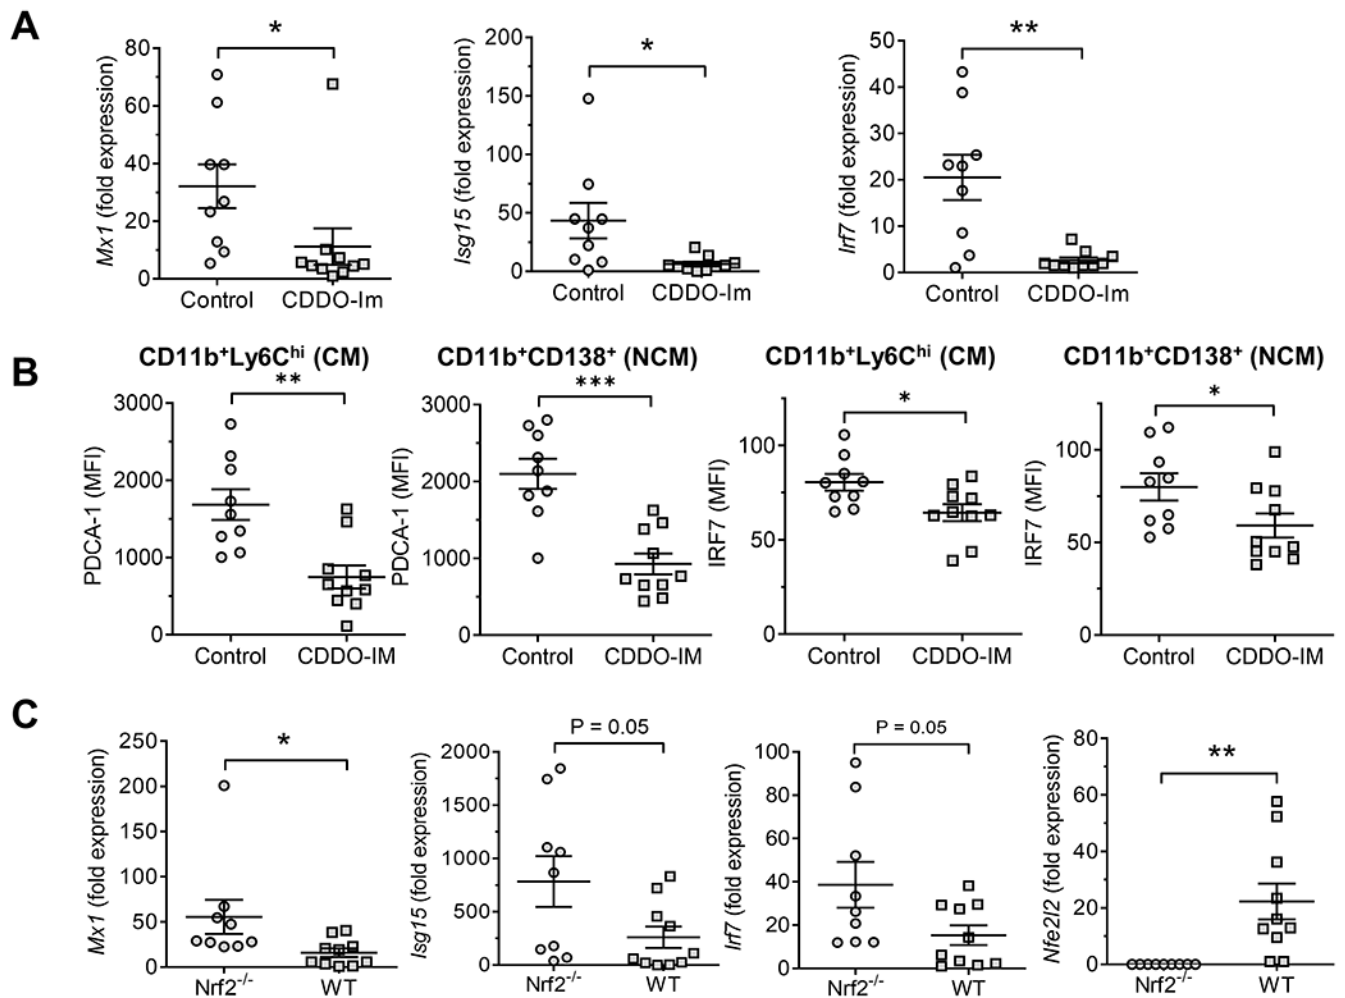 A
Mx1 (fold expression)
80
60
40
20
0
*
Control
CDDO-Im
Isg15 (fold expression)
200
150
100
50
0
*
Control
CDDO-Im
Irf7 (fold expression)
50
40
30
20
10
0
**
Control
CDDO-Im
B
CD11b⁺Ly6Cʰⁱ (CM)
**
PDCA-1 (MFI)
3000
2000
1000
0
Control
CDDO-IM
CD11b⁺CD138⁺ (NCM)
***
PDCA-1 (MFI)
3000
2000
1000
0
Control
CDDO-IM
CD11b⁺Ly6Cʰⁱ (CM)
*
IRF7 (MFI)
100
50
0
Control
CDDO-IM
CD11b⁺CD138⁺ (NCM)
*
IRF7 (MFI)
100
50
0
Control
CDDO-IM
C
Mx1 (fold expression)
250
200
150
100
50
0
*
Nrf2⁻/⁻
WT
Isg15 (fold expression)
2000
1500
1000
500
0
P = 0.05
Nrf2⁻/⁻
WT
Irf7 (fold expression)
100
80
60
40
20
0
P = 0.05
Nrf2⁻/⁻
WT
Nfe2l2 (fold expression)
80
60
40
20
0
**
Nrf2⁻/⁻
WT